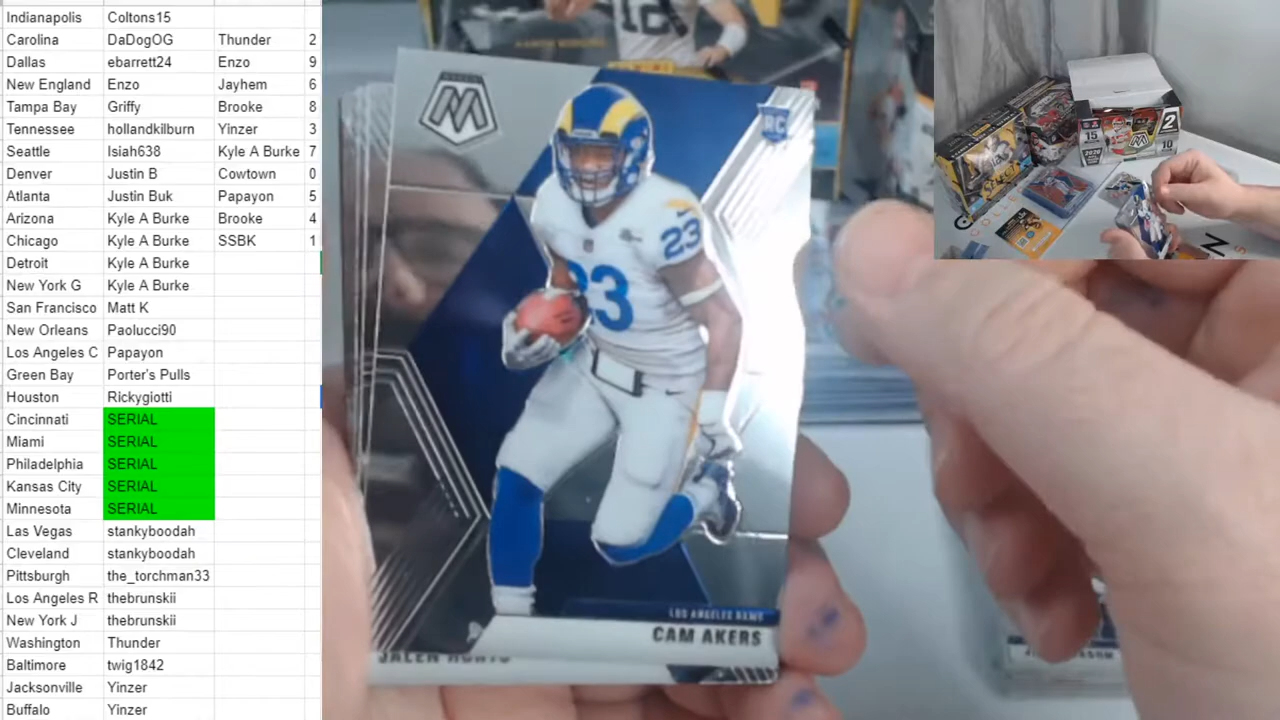 Indianapolis Coltons15
Carolina DaDogOG Thunder 2
Dallas ebarrett24 Enzo 9
New England Enzo Jayhem 6
Tampa Bay Griffy Brooke 8
Tennessee hollandkilburn Yinzer 3
Seattle Isiah638 Kyle A Burke 7
Denver Justin B Cowtown 0
Atlanta Justin Buk Papayon 5
Arizona Kyle A Burke Brooke 4
Chicago Kyle A Burke SSBK 1
Detroit Kyle A Burke
New York G Kyle A Burke
San Francisco Matt K
New Orleans Paolucci90
Los Angeles C Papayon
Green Bay Porter's Pulls
Houston Rickygiotti
Cincinnati SERIAL
Miami SERIAL
Philadelphia SERIAL
Kansas City SERIAL
Minnesota SERIAL
Las Vegas stankyboodah
Cleveland stankyboodah
Pittsburgh the_torchman33
Los Angeles R thebrunskii
New York J thebrunskii
Washington Thunder
Baltimore twig1842
Jacksonville Yinzer
Buffalo Yinzer
RC
23
23
LOS ANGELES RAMS
CAM AKERS
JALEN HURTS
12
15
2
10
2020